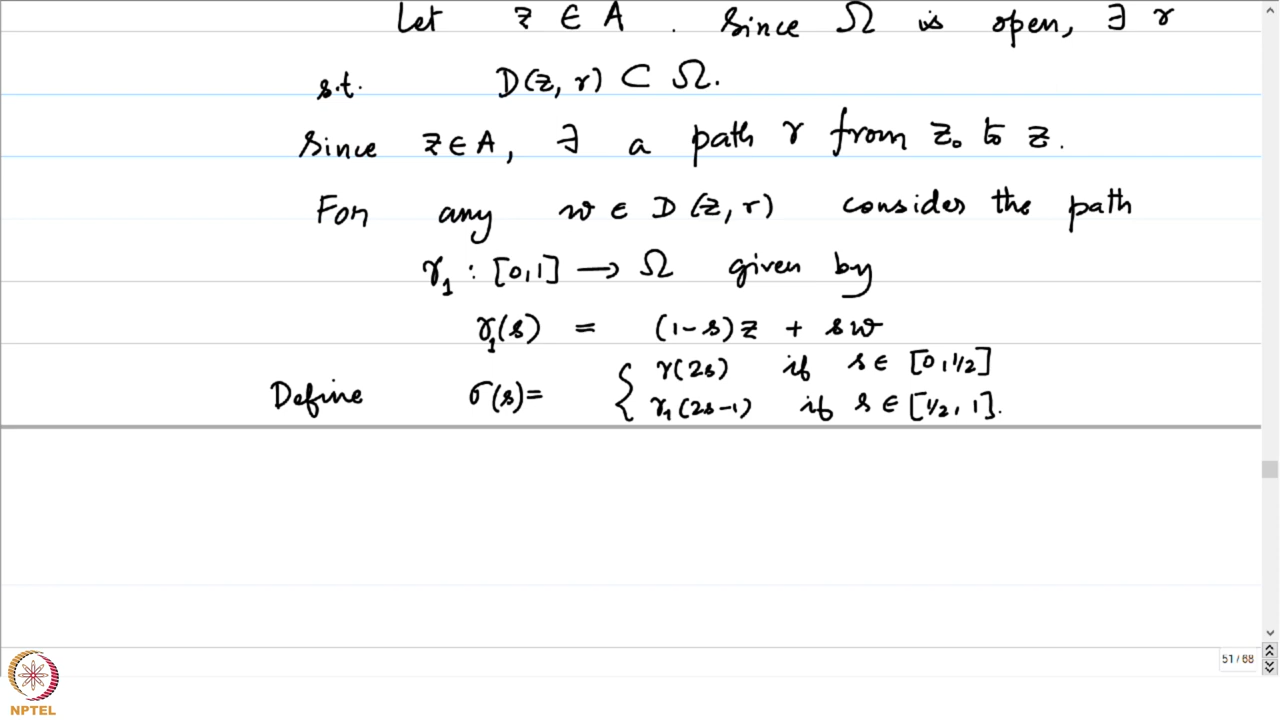 Let z ∈ A . Since Ω is open, ∃ r
s.t. D(z, r) ⊂ Ω.
Since z ∈ A, ∃ a path γ from z₀ to z.
For any w ∈ D(z, r) consider the path
γ₁ : [0,1] → Ω given by
γ₁(s) = (1-s)z + sw
Define σ(s) = { γ(2s) if s ∈ [0, 1/2]
γ₁(2s-1) if s ∈ [1/2, 1].
51 / 68
NPTEL